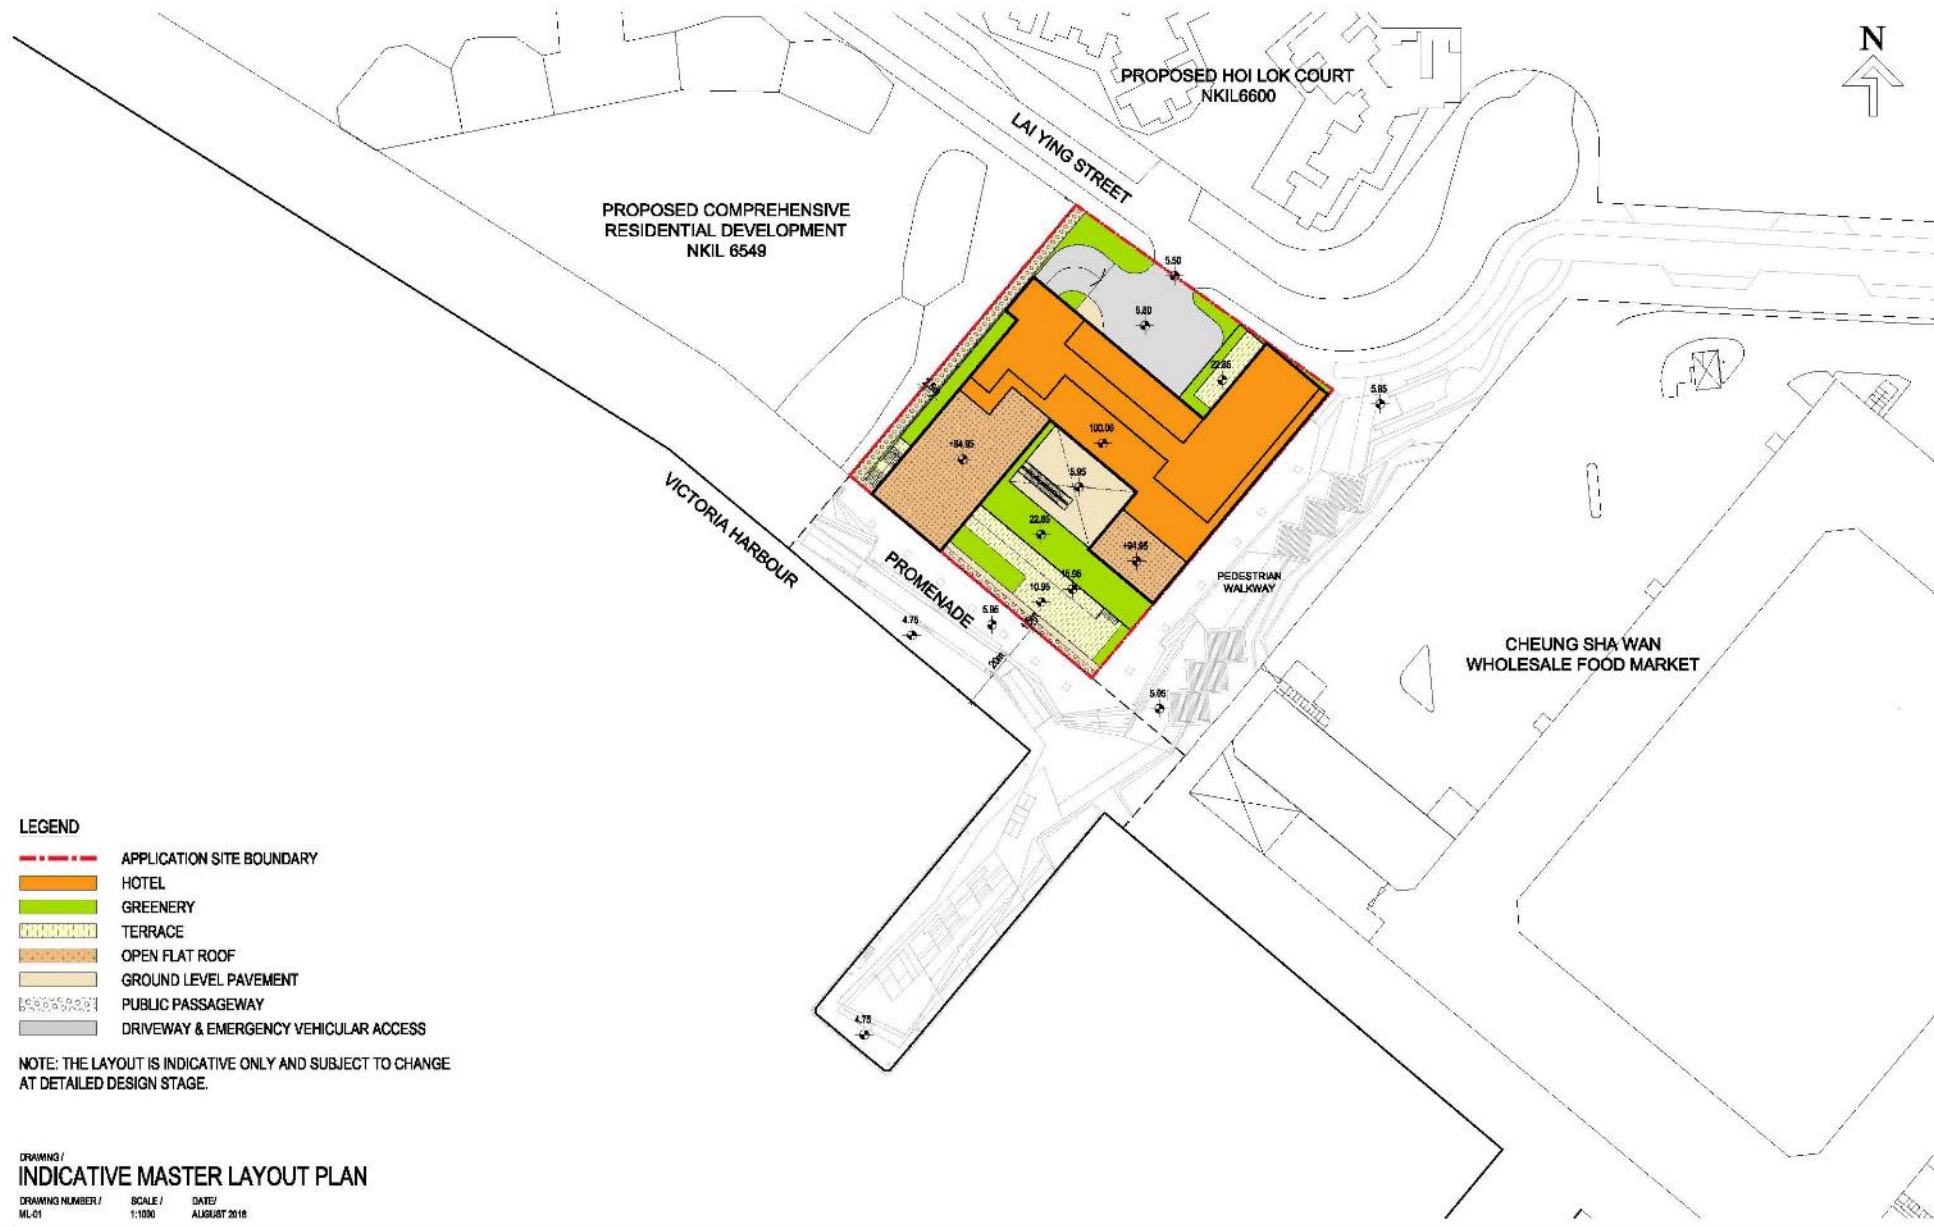 N
PROPOSED HOI LOK COURT
NKIL6600
LAI YING STREET
PROPOSED COMPREHENSIVE
RESIDENTIAL DEVELOPMENT
NKIL 6549
5.50
5.80
22.85
5.95
100.00
+84.95
5.95
22.85
+94.95
15.95
10.95
VICTORIA HARBOUR
PROMENADE
PEDESTRIAN
WALKWAY
4.75
5.95
20m
CHEUNG SHA WAN
WHOLESALE FOOD MARKET
4.75
LEGEND
APPLICATION SITE BOUNDARY
HOTEL
GREENERY
TERRACE
OPEN FLAT ROOF
GROUND LEVEL PAVEMENT
PUBLIC PASSAGEWAY
DRIVEWAY & EMERGENCY VEHICULAR ACCESS
NOTE: THE LAYOUT IS INDICATIVE ONLY AND SUBJECT TO CHANGE
AT DETAILED DESIGN STAGE.
DRAWING /
INDICATIVE MASTER LAYOUT PLAN
DRAWING NUMBER / SCALE / DATE/
ML-01 1:1000 AUGUST 2018